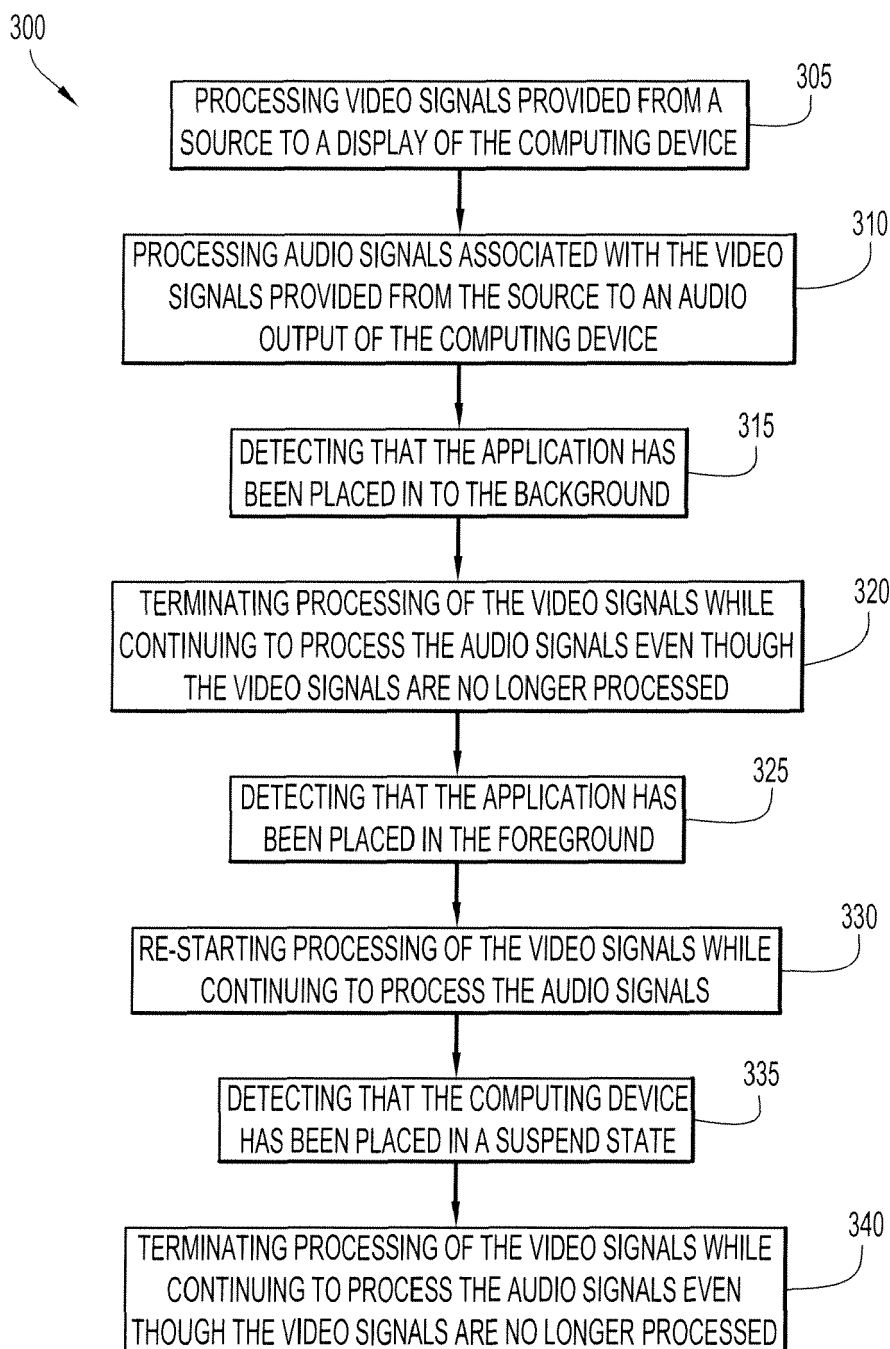 300
305
PROCESSING VIDEO SIGNALS PROVIDED FROM A
SOURCE TO A DISPLAY OF THE COMPUTING DEVICE
310
PROCESSING AUDIO SIGNALS ASSOCIATED WITH THE VIDEO
SIGNALS PROVIDED FROM THE SOURCE TO AN AUDIO
OUTPUT OF THE COMPUTING DEVICE
315
DETECTING THAT THE APPLICATION HAS
BEEN PLACED IN TO THE BACKGROUND
320
TERMINATING PROCESSING OF THE VIDEO SIGNALS WHILE
CONTINUING TO PROCESS THE AUDIO SIGNALS EVEN THOUGH
THE VIDEO SIGNALS ARE NO LONGER PROCESSED
325
DETECTING THAT THE APPLICATION HAS
BEEN PLACED IN THE FOREGROUND
330
RE-STARTING PROCESSING OF THE VIDEO SIGNALS WHILE
CONTINUING TO PROCESS THE AUDIO SIGNALS
335
DETECTING THAT THE COMPUTING DEVICE
HAS BEEN PLACED IN A SUSPEND STATE
340
TERMINATING PROCESSING OF THE VIDEO SIGNALS WHILE
CONTINUING TO PROCESS THE AUDIO SIGNALS EVEN
THOUGH THE VIDEO SIGNALS ARE NO LONGER PROCESSED